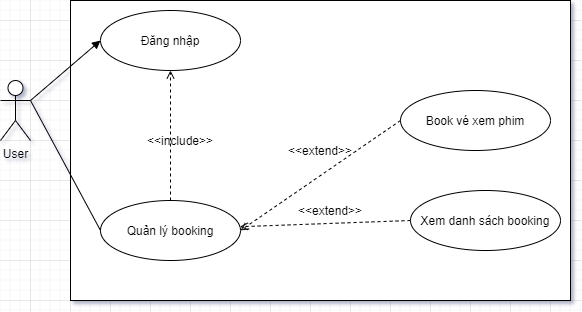 Đăng nhập
Book vé xem phim
<<include>>
<<extend>>
User
<<extend>>
Xem danh sách booking
Quản lý booking